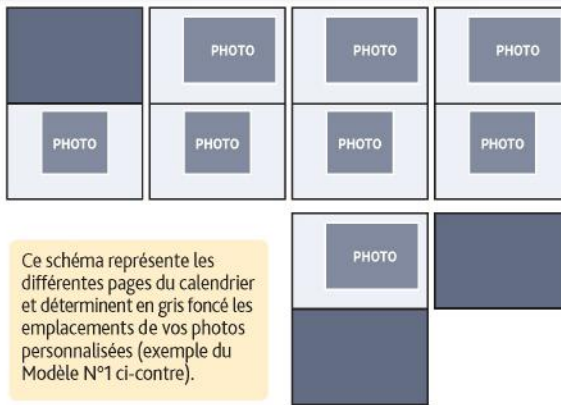 PHOTO PHOTO PHOTO
PHOTO PHOTO PHOTO PHOTO
PHOTO
Ce schéma représente les
différentes pages du calendrier
et déterminent en gris foncé les
emplacements de vos photos
personnalisées (exemple du
Modèle N°1 ci-contre).